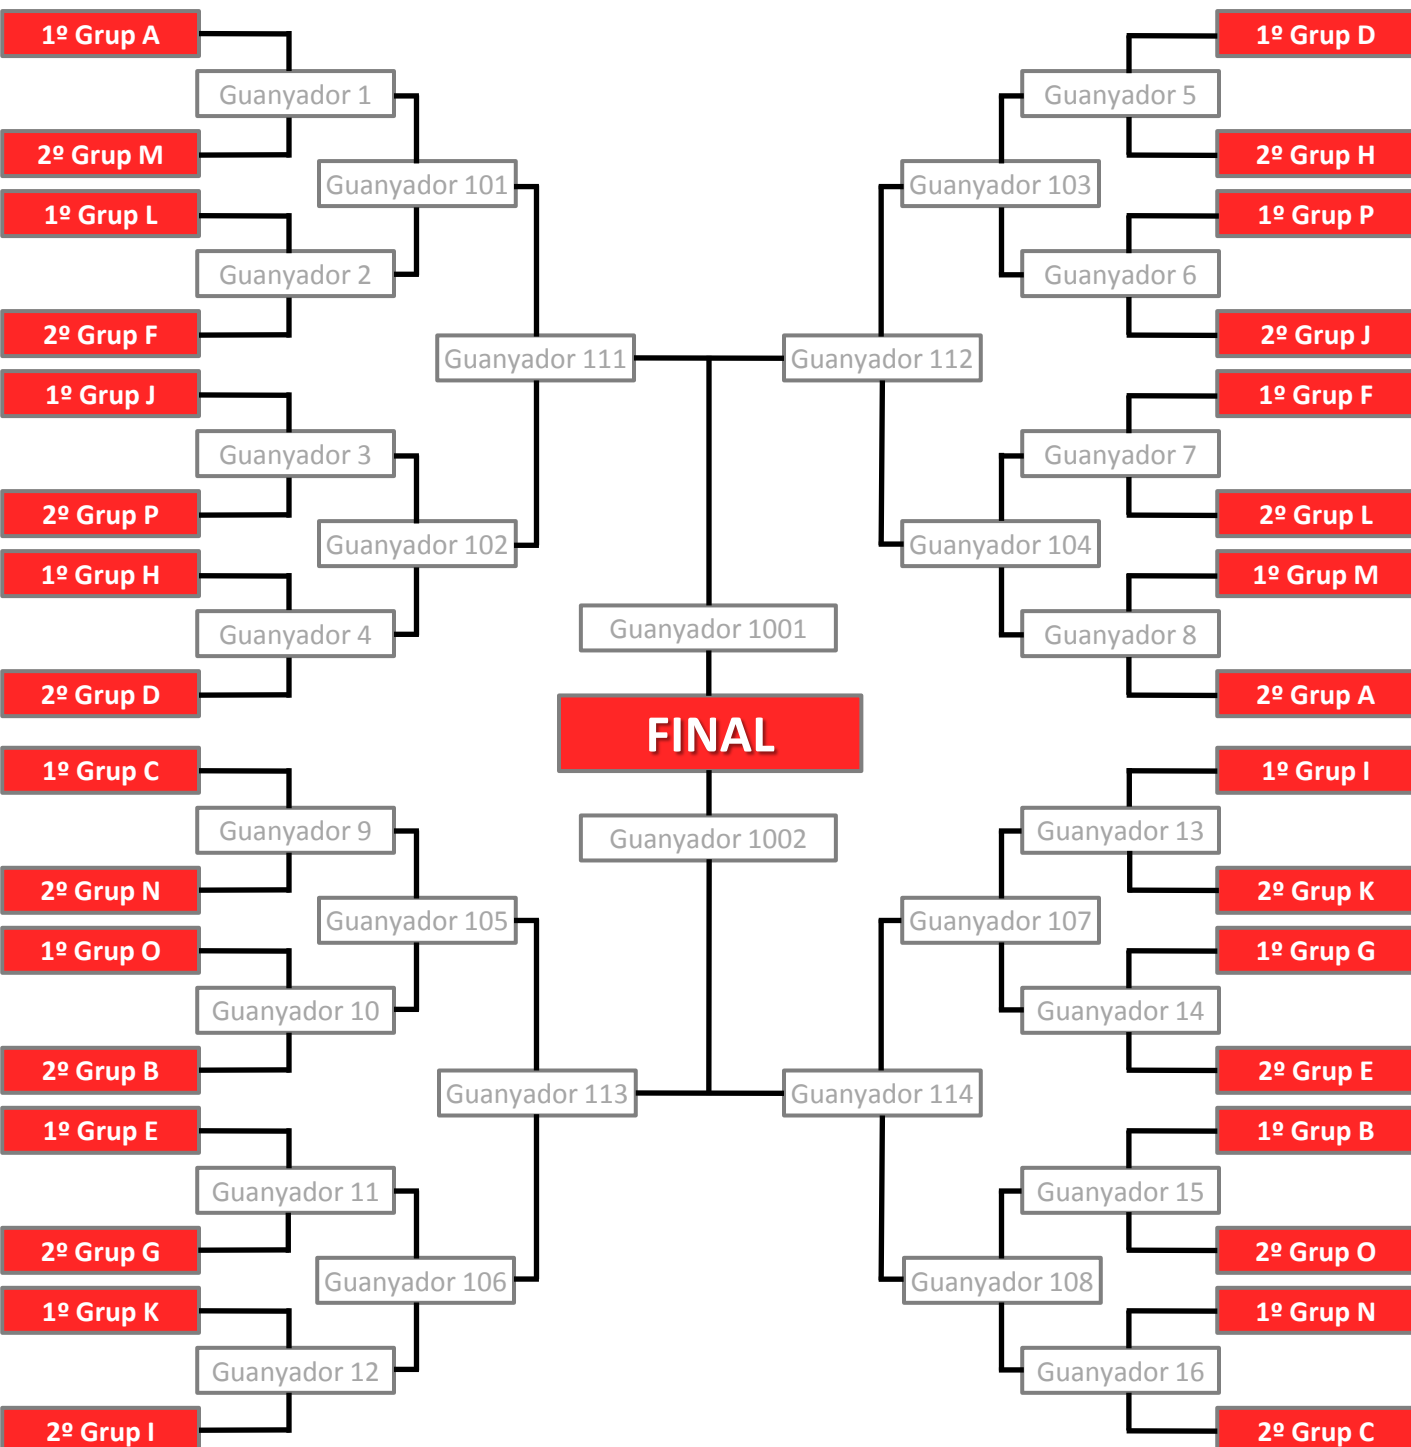 1º Grup A
1º Grup D
Guanyador 1
Guanyador 5
2º Grup M
2º Grup H
Guanyador 101
Guanyador 103
1º Grup L
1º Grup P
Guanyador 2
Guanyador 6
2º Grup F
2º Grup J
Guanyador 111
Guanyador 112
1º Grup J
1º Grup F
Guanyador 3
Guanyador 7
2º Grup P
2º Grup L
Guanyador 102
Guanyador 104
1º Grup H
1º Grup M
Guanyador 1001
Guanyador 4
Guanyador 8
2º Grup D
2º Grup A
FINAL
1º Grup C
1º Grup I
Guanyador 9
Guanyador 1002
Guanyador 13
2º Grup N
2º Grup K
Guanyador 105
Guanyador 107
1º Grup O
1º Grup G
Guanyador 10
Guanyador 14
2º Grup B
2º Grup E
Guanyador 113
Guanyador 114
1º Grup E
1º Grup B
Guanyador 11
Guanyador 15
2º Grup G
2º Grup O
Guanyador 106
Guanyador 108
1º Grup K
1º Grup N
Guanyador 12
Guanyador 16
2º Grup I
2º Grup C